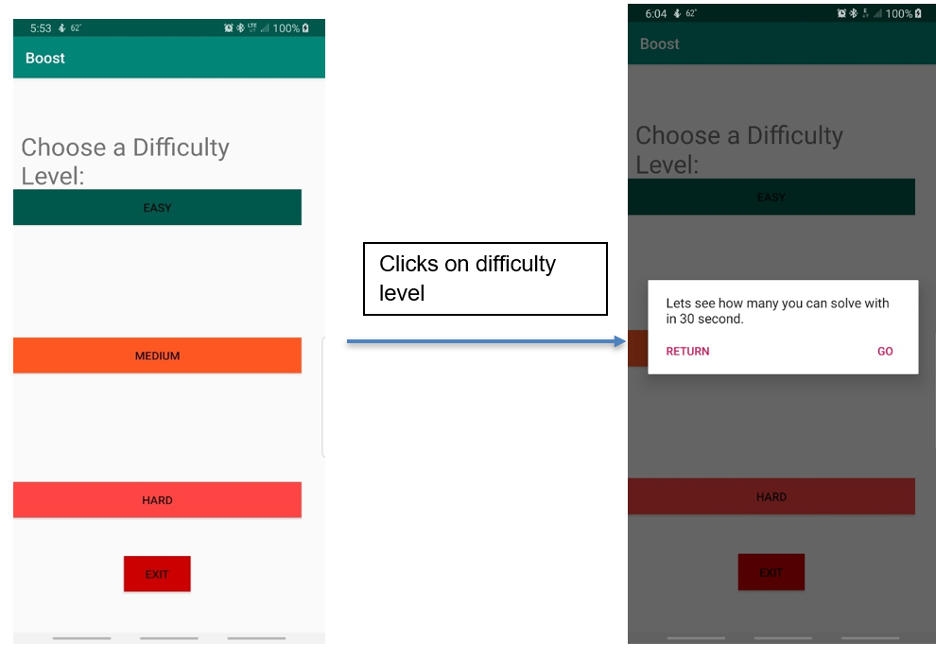 5:53 62°
100%
Boost
Choose a Difficulty
Level:
EASY
MEDIUM
HARD
EXIT
Clicks on difficulty
level
6:04 62°
100%
Boost
Choose a Difficulty
Level:
EASY
Lets see how many you can solve with
in 30 second.
RETURN GO
HARD
EXIT